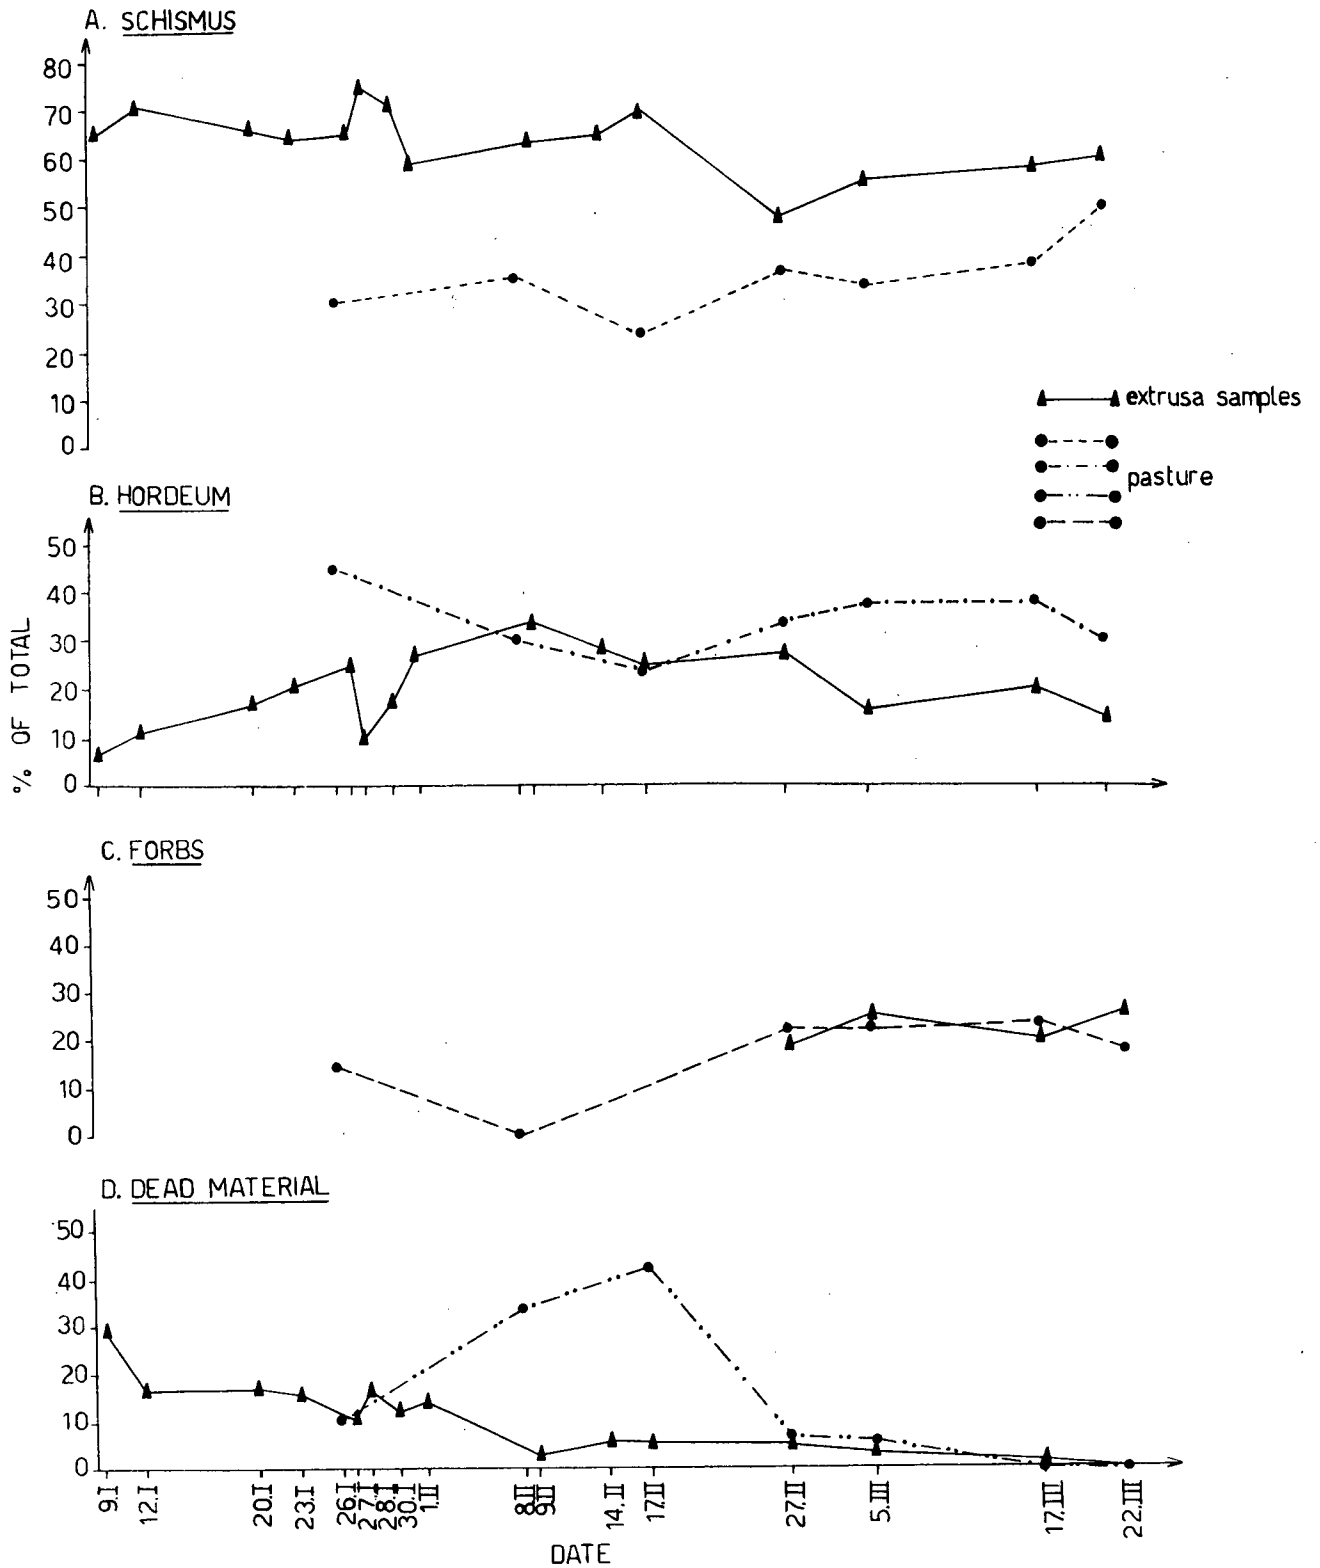 A. SCHISMUS
80
70
60
50
40
30
20
10
0
extrusa samples
pasture
B. HORDEUM
50
40
30
20
10
0
% OF TOTAL
C. FORBS
50
40
30
20
10
0
D. DEAD MATERIAL
50
40
30
20
10
0
9.I
12.I
20.I
23.I
26.I
27.I
28.I
30.I
1.II
8.II
9.II
14.II
17.II
27.II
5.III
17.III
22.III
DATE